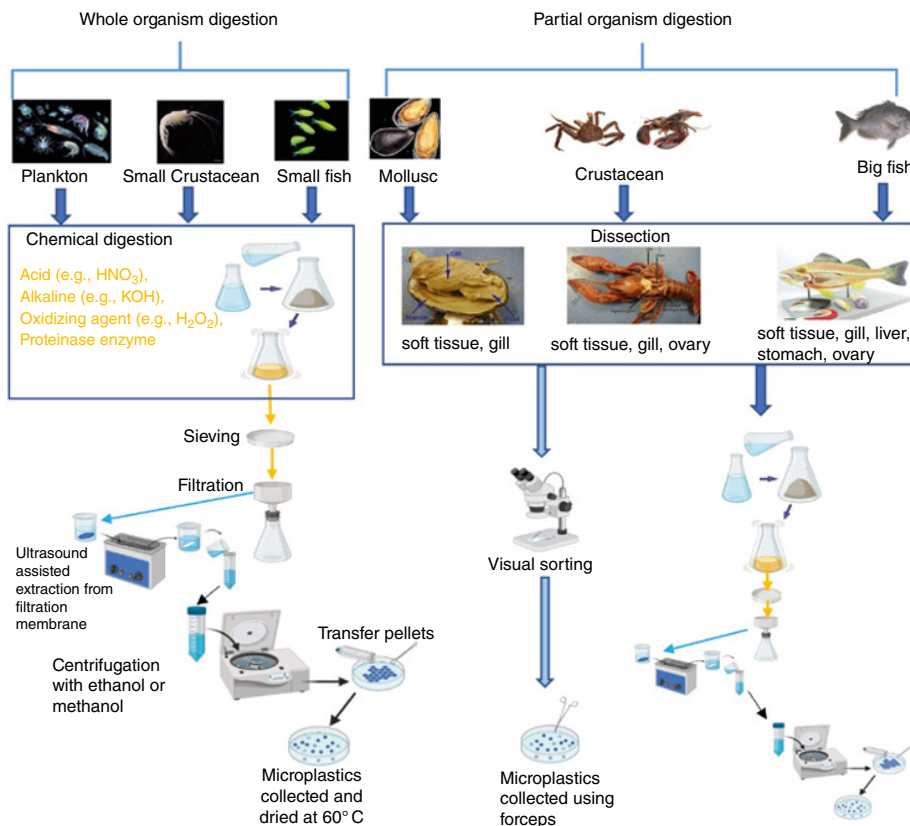 Whole organism digestion
Partial organism digestion
Plankton
Small Crustacean
Small fish
Mollusc
Crustacean
Big fish
Chemical digestion
Acid (e.g., HNO₃),
Alkaline (e.g., KOH),
Oxidizing agent (e.g., H₂O₂),
Proteinase enzyme
Dissection
Gill
Mantle
Foot
soft tissue, gill
soft tissue, gill, ovary
soft tissue, gill, liver,
stomach, ovary
Sieving
Filtration
Ultrasound
assisted
extraction from
filtration
membrane
Centrifugation
with ethanol or
methanol
Transfer pellets
Microplastics
collected and
dried at 60° C
Visual sorting
Microplastics
collected using
forceps